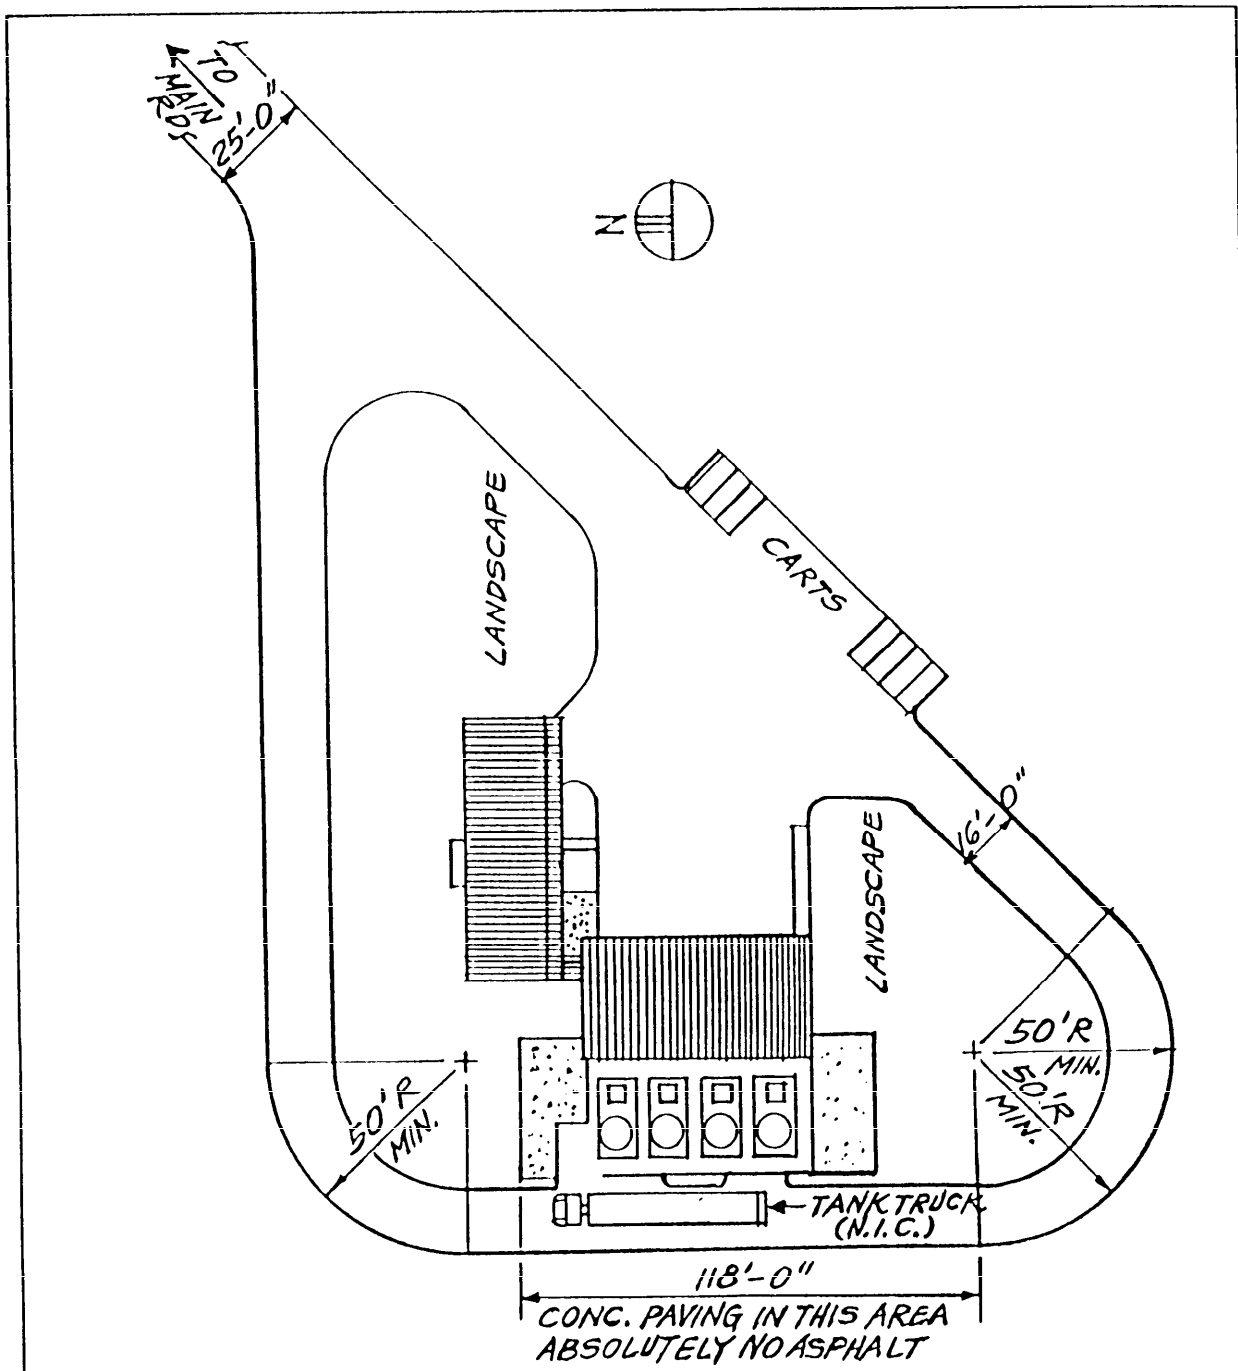 TO
MAIN
RDS
25'-0"
N
LANDSCAPE
CARTS
16'-0"
LANDSCAPE
50'R
MIN.
50'R
MIN.
50'R
MIN.
TANK TRUCK
(N.I.C.)
118'-0"
CONC. PAVING IN THIS AREA
ABSOLUTELY NO ASPHALT